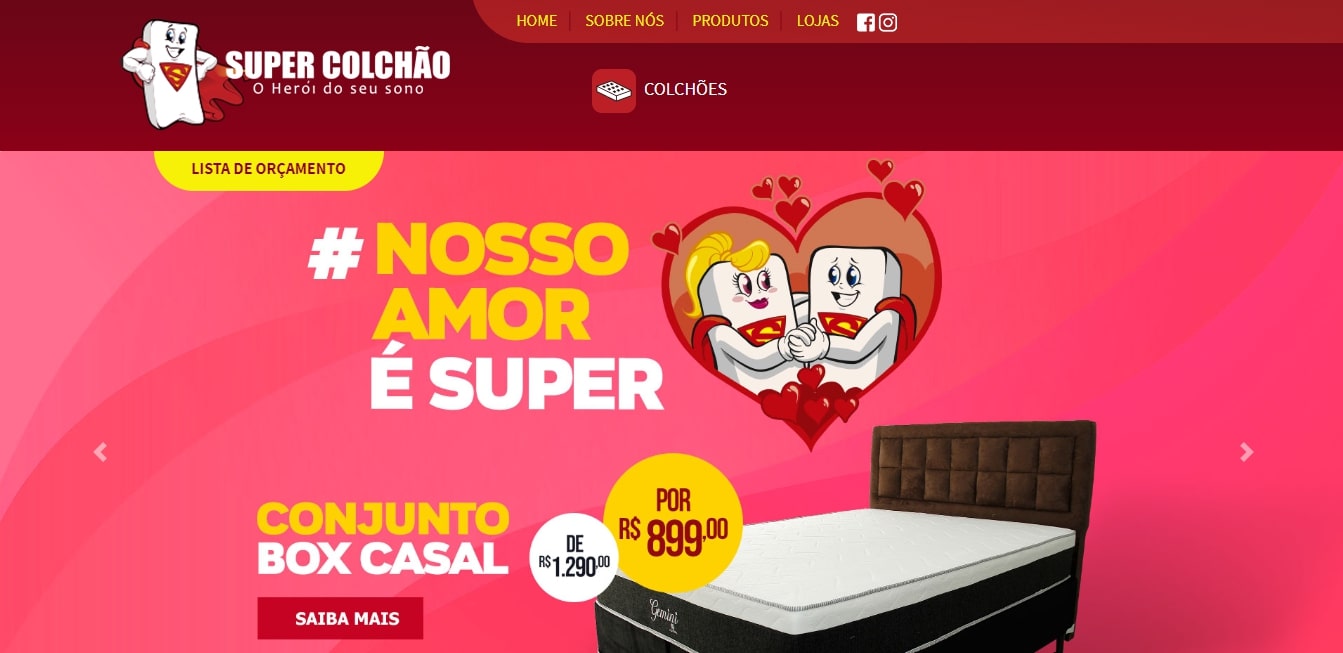 HOME
SOBRE NÓS
PRODUTOS
LOJAS
SUPER COLCHÃO
O Herói do seu sono
COLCHÕES
LISTA DE ORÇAMENTO
# NOSSO
AMOR
É SUPER
CONJUNTO
BOX CASAL
DE
R$ 1.290,00
POR
R$ 899,00
SAIBA MAIS
Gemini